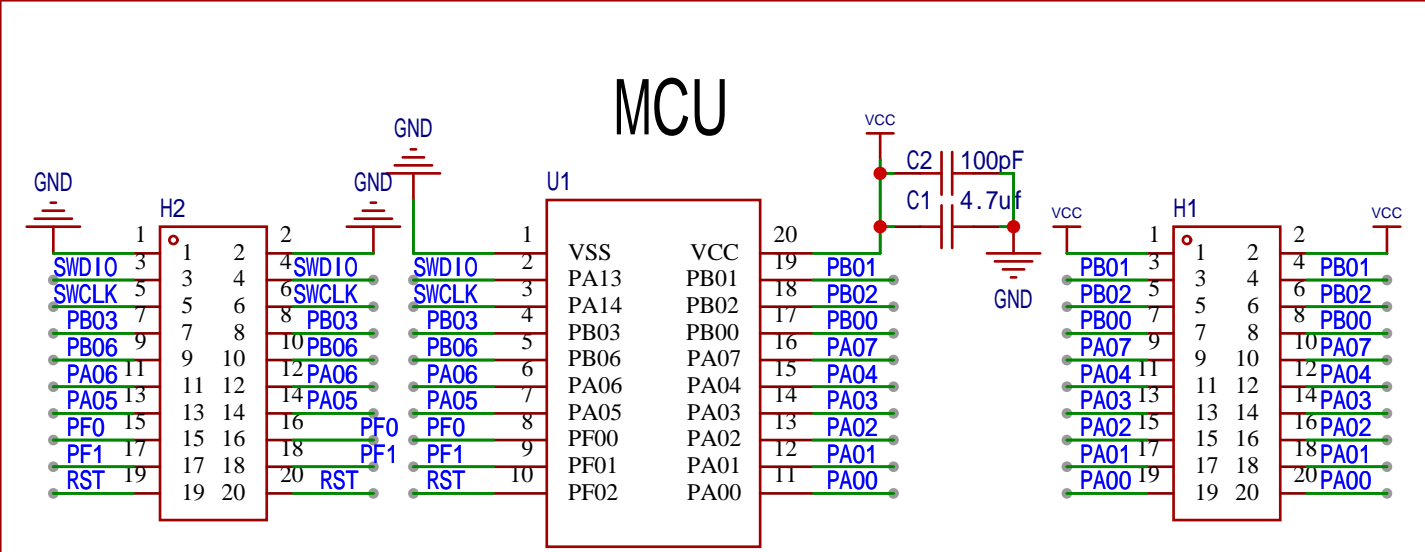 MCU
GND
GND
GND
VCC
C2 100pF
C1 4.7uf
GND
VCC
VCC
H2
1 1 2 2
SWDIO 3 3 4 4 SWDIO
SWCLK 5 5 6 6 SWCLK
PB03 7 7 8 8 PB03
PB06 9 9 10 10 PB06
PA06 11 11 12 12 PA06
PA05 13 13 14 14 PA05
PF0 15 15 16 16 PF0
PF1 17 17 18 18 PF1
RST 19 19 20 20 RST
U1
1 VSS VCC 20
SWDIO 2 PA13 PB01 19 PB01
SWCLK 3 PA14 PB02 18 PB02
PB03 4 PB03 PB00 17 PB00
PB06 5 PB06 PA07 16 PA07
PA06 6 PA06 PA04 15 PA04
PA05 7 PA05 PA03 14 PA03
PF0 8 PF00 PA02 13 PA02
PF1 9 PF01 PA01 12 PA01
RST 10 PF02 PA00 11 PA00
H1
1 1 2 2
PB01 3 3 4 4 PB01
PB02 5 5 6 6 PB02
PB00 7 7 8 8 PB00
PA07 9 9 10 10 PA07
PA04 11 11 12 12 PA04
PA03 13 13 14 14 PA03
PA02 15 15 16 16 PA02
PA01 17 17 18 18 PA01
PA00 19 19 20 20 PA00